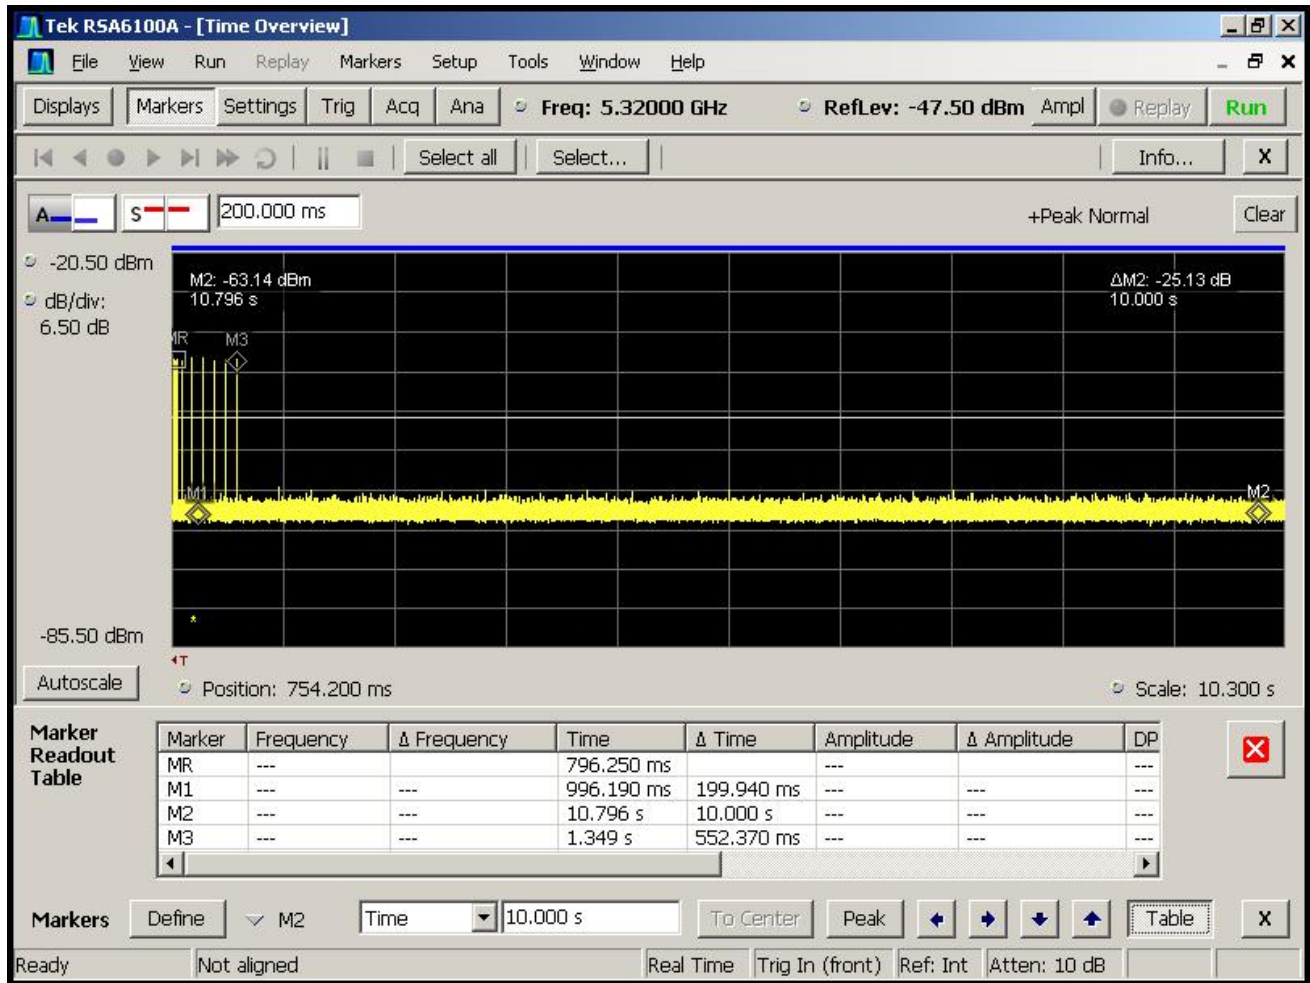 Tek RSA6100A - [Time Overview]
File View Run Replay Markers Setup Tools Window Help
Displays Markers Settings Trig Acq Ana Freq: 5.32000 GHz RefLev: -47.50 dBm Ampl Replay Run
Select all Select... Info... X
A S 200.000 ms +Peak Normal Clear
-20.50 dBm
M2: -63.14 dBm ΔM2: -25.13 dB
dB/div: 10.796 s 10.000 s
6.50 dB
MR M3
M1 M2
*
-85.50 dBm
T
Autoscale Position: 754.200 ms Scale: 10.300 s
Marker Readout Table
Marker Frequency Δ Frequency Time Δ Time Amplitude Δ Amplitude DP
MR --- 796.250 ms --- ---
M1 --- --- 996.190 ms 199.940 ms --- --- ---
M2 --- --- 10.796 s 10.000 s --- --- ---
M3 --- --- 1.349 s 552.370 ms --- --- ---
Markers Define M2 Time 10.000 s To Center Peak Table X
Ready Not aligned Real Time Trig In (front) Ref: Int Atten: 10 dB